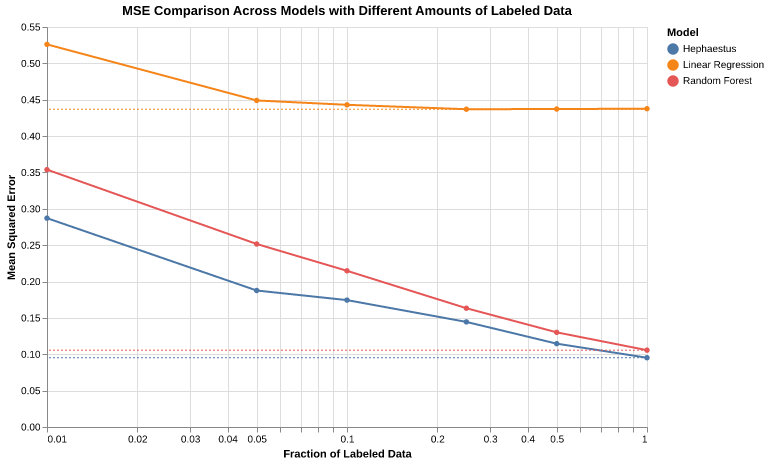 MSE Comparison Across Models with Different Amounts of Labeled Data
Model
Hephaestus
Linear Regression
Random Forest
Mean Squared Error
0.55
0.50
0.45
0.40
0.35
0.30
0.25
0.20
0.15
0.10
0.05
0.00
0.01 0.02 0.03 0.04 0.05 0.1 0.2 0.3 0.4 0.5 1
Fraction of Labeled Data